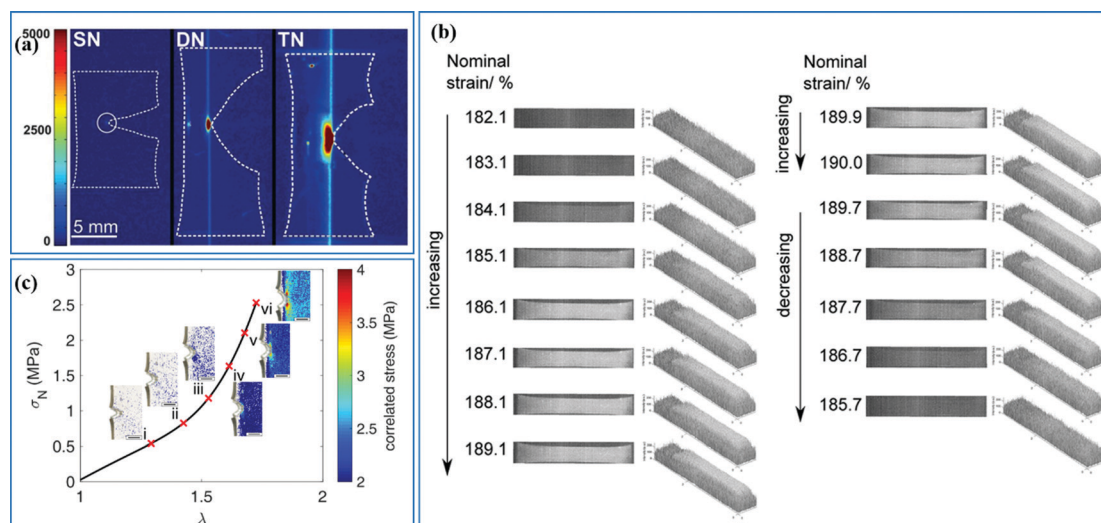 (a)
5000
2500
0
SN
DN
TN
5 mm
(b)
Nominal
strain/ %
increasing
182.1
183.1
184.1
185.1
186.1
187.1
188.1
189.1
Nominal
strain/ %
increasing
189.9
190.0
decreasing
189.7
188.7
187.7
186.7
185.7
(c)
σN (MPa)
3
2.5
2
1.5
1
0.5
0
1
1.5
2
λ
i
ii
iii
iv
v
vi
4
3.5
3
2.5
2
correlated stress (MPa)